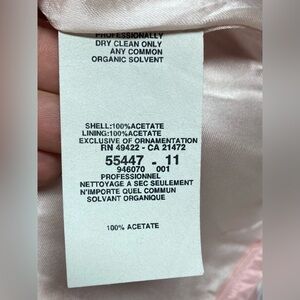 PROFESSIONALLY
DRY CLEAN ONLY
ANY COMMON
ORGANIC SOLVENT
SHELL:100%ACETATE
LINING:100%ACETATE
EXCLUSIVE OF ORNAMENTATION
RN 49422 - CA 21472
55447 - 11
946070 001
PROFESSIONNEL
NETTOYAGE A SEC SEULEMENT
N'IMPORTE QUEL COMMUN
SOLVANT ORGANIQUE
100% ACETATE